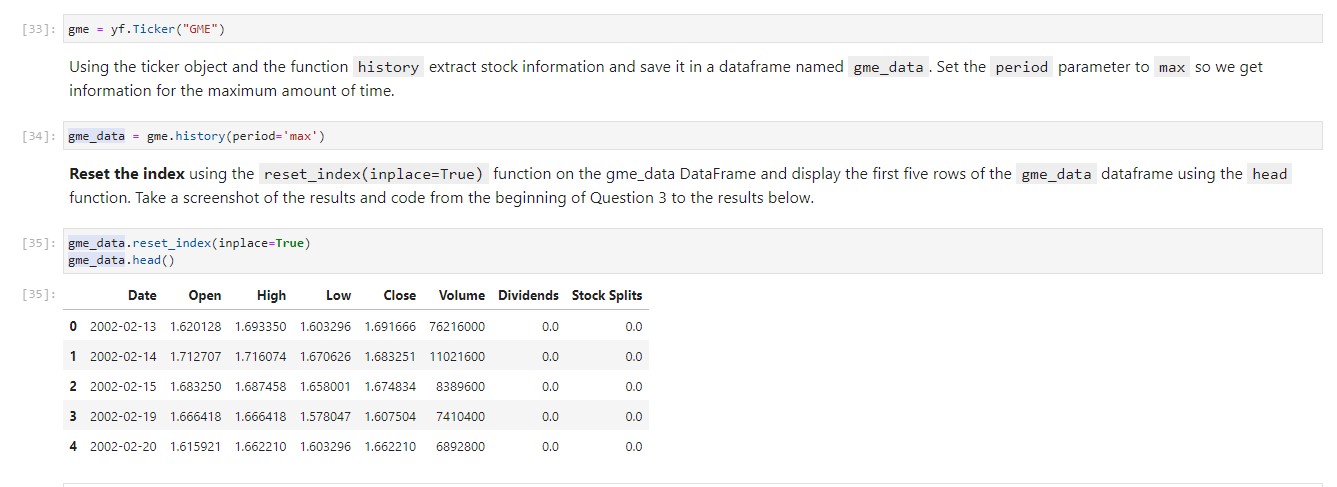 [33]: gme = yf.Ticker("GME")
Using the ticker object and the function history extract stock information and save it in a dataframe named gme_data. Set the period parameter to max so we get
information for the maximum amount of time.
[34]: gme_data = gme.history(period='max')
Reset the index using the reset_index(inplace=True) function on the gme_data DataFrame and display the first five rows of the gme_data dataframe using the head
function. Take a screenshot of the results and code from the beginning of Question 3 to the results below.
[35]: gme_data.reset_index(inplace=True)
gme_data.head()
[35]: Date Open High Low Close Volume Dividends Stock Splits
0 2002-02-13 1.620128 1.693350 1.603296 1.691666 76216000 0.0 0.0
1 2002-02-14 1.712707 1.716074 1.670626 1.683251 11021600 0.0 0.0
2 2002-02-15 1.683250 1.687458 1.658001 1.674834 8389600 0.0 0.0
3 2002-02-19 1.666418 1.666418 1.578047 1.607504 7410400 0.0 0.0
4 2002-02-20 1.615921 1.662210 1.603296 1.662210 6892800 0.0 0.0